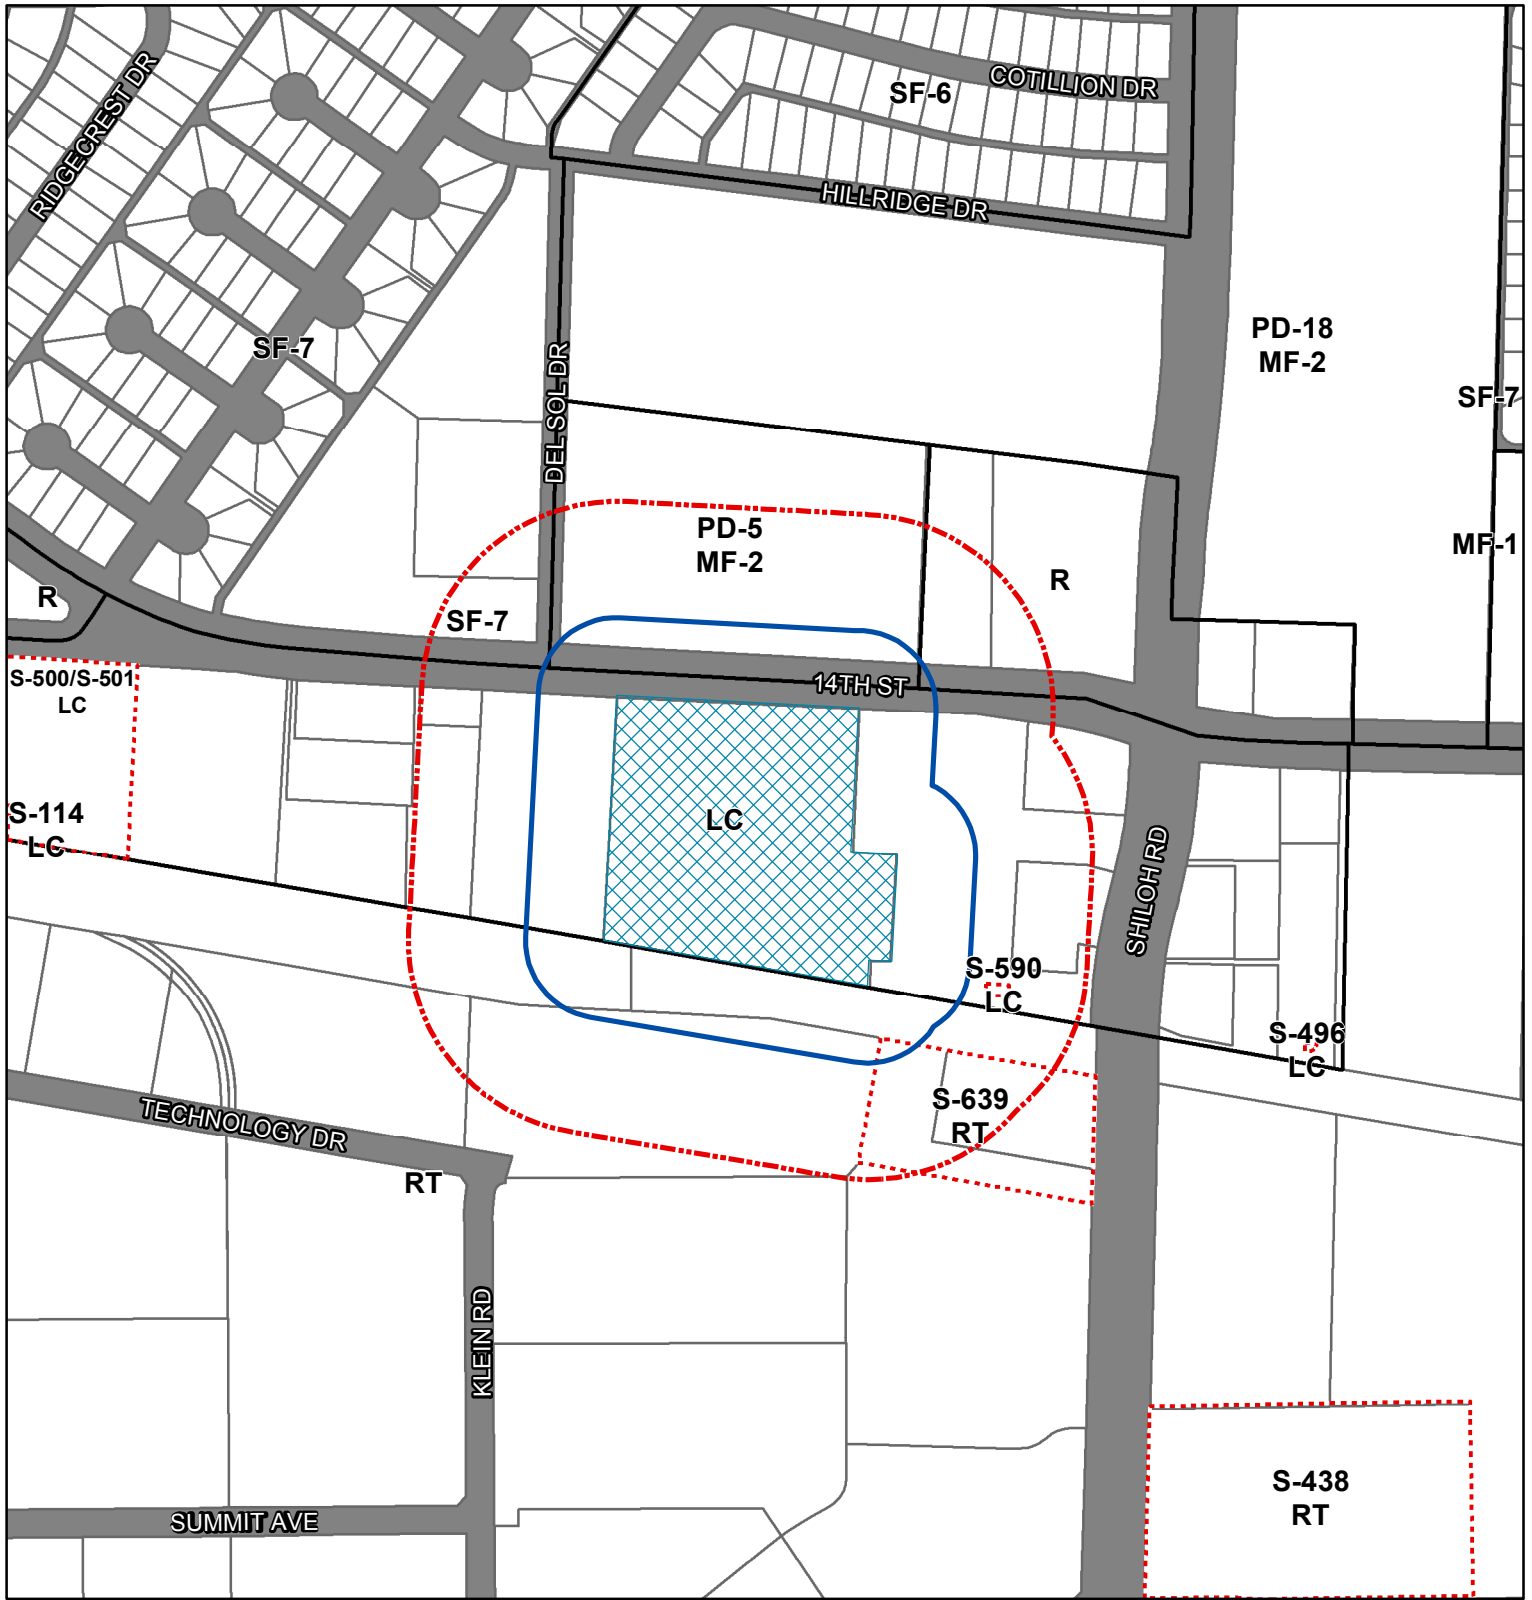 RIDGECREST DR
COTILLION DR
SF-6
HILLRIDGE DR
PD-18
MF-2
SF-7
DEL SOL DR
SF-7
PD-5
MF-2
MF-1
R
R
SF-7
S-500/S-501
LC
14TH ST
S-114
LC
LC
SHILOH RD
S-590
LC
S-496
LC
S-639
RT
TECHNOLOGY DR
RT
KLEIN RD
S-438
RT
SUMMIT AVE